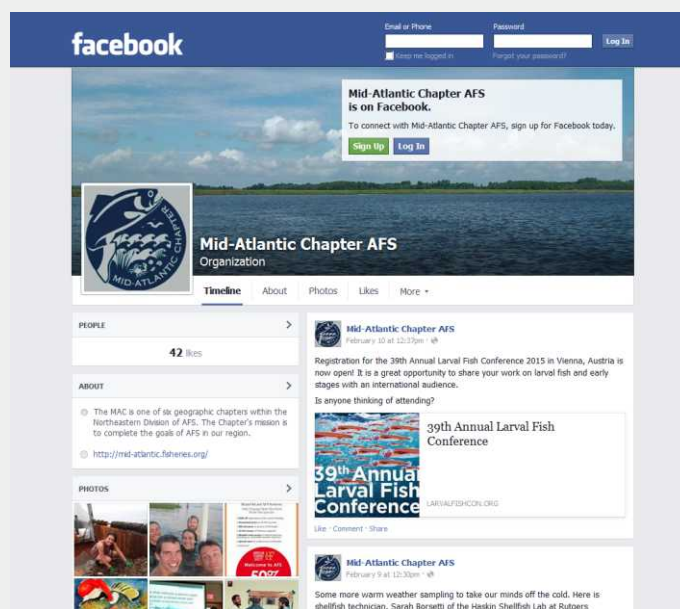 facebook
Email or Phone
Password
Log In
Keep me logged in
Forgot your password?
Mid-Atlantic Chapter AFS
is on Facebook.
To connect with Mid-Atlantic Chapter AFS, sign up for Facebook today.
Sign Up
Log In
MID-ATLANTIC CHAPTER
Mid-Atlantic Chapter AFS
Organization
Timeline
About
Photos
Likes
More
PEOPLE
42 likes
ABOUT
The MAC is one of six geographic chapters within the
Northeastern Division of AFS. The Chapter's mission is
to complete the goals of AFS in our region.
http://mid-atlantic.fisheries.org/
PHOTOS
Welcome to AFS
50%
Mid-Atlantic Chapter AFS
February 10 at 12:37pm
Registration for the 39th Annual Larval Fish Conference 2015 in Vienna, Austria is
now open! It is a great opportunity to share your work on larval fish and early
stages with an international audience.
Is anyone thinking of attending?
39th Annual
Larval Fish
Conference
39th Annual Larval Fish
Conference
LARVALFISHCON.ORG
Like · Comment · Share
Mid-Atlantic Chapter AFS
February 9 at 12:30pm
Some more warm weather sampling to take our minds off the cold. Here is
shellfish technician, Sarah Borsetti of the Haskin Shellfish Lab at Rutgers